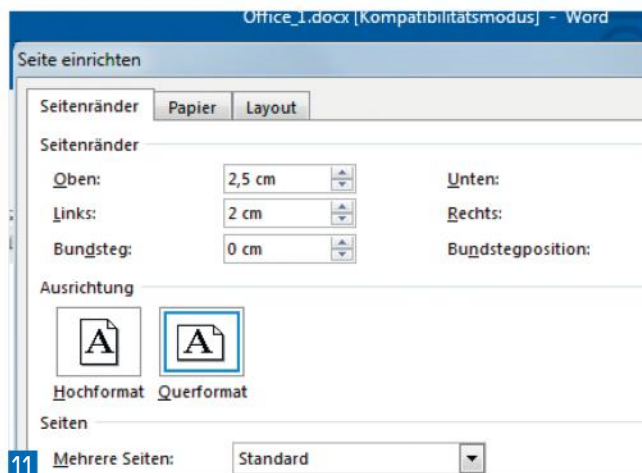 Office_1.docx [Kompatibilitätsmodus] - Word
Seite einrichten
Seitenränder Papier Layout
Seitenränder
Oben: 2,5 cm Unten:
Links: 2 cm Rechts:
Bundsteg: 0 cm Bundstegposition:
Ausrichtung
A A
Hochformat Querformat
Seiten
11 Mehrere Seiten: Standard